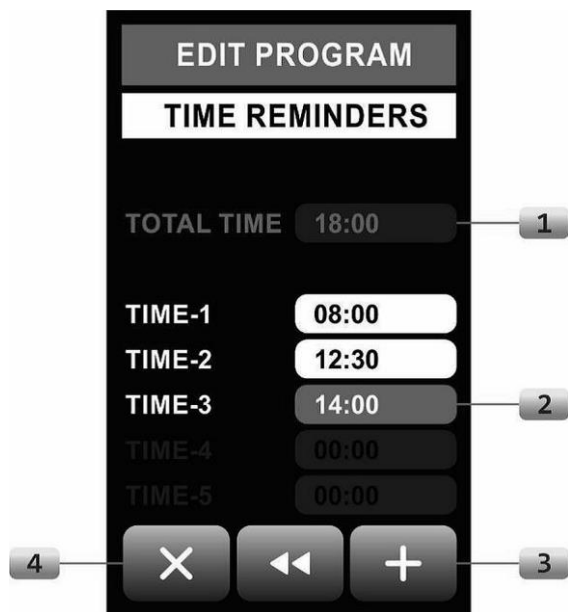 EDIT PROGRAM
TIME REMINDERS
TOTAL TIME 18:00 1
TIME-1 08:00
TIME-2 12:30
TIME-3 14:00 2
TIME-4 00:00
TIME-5 00:00
4 3